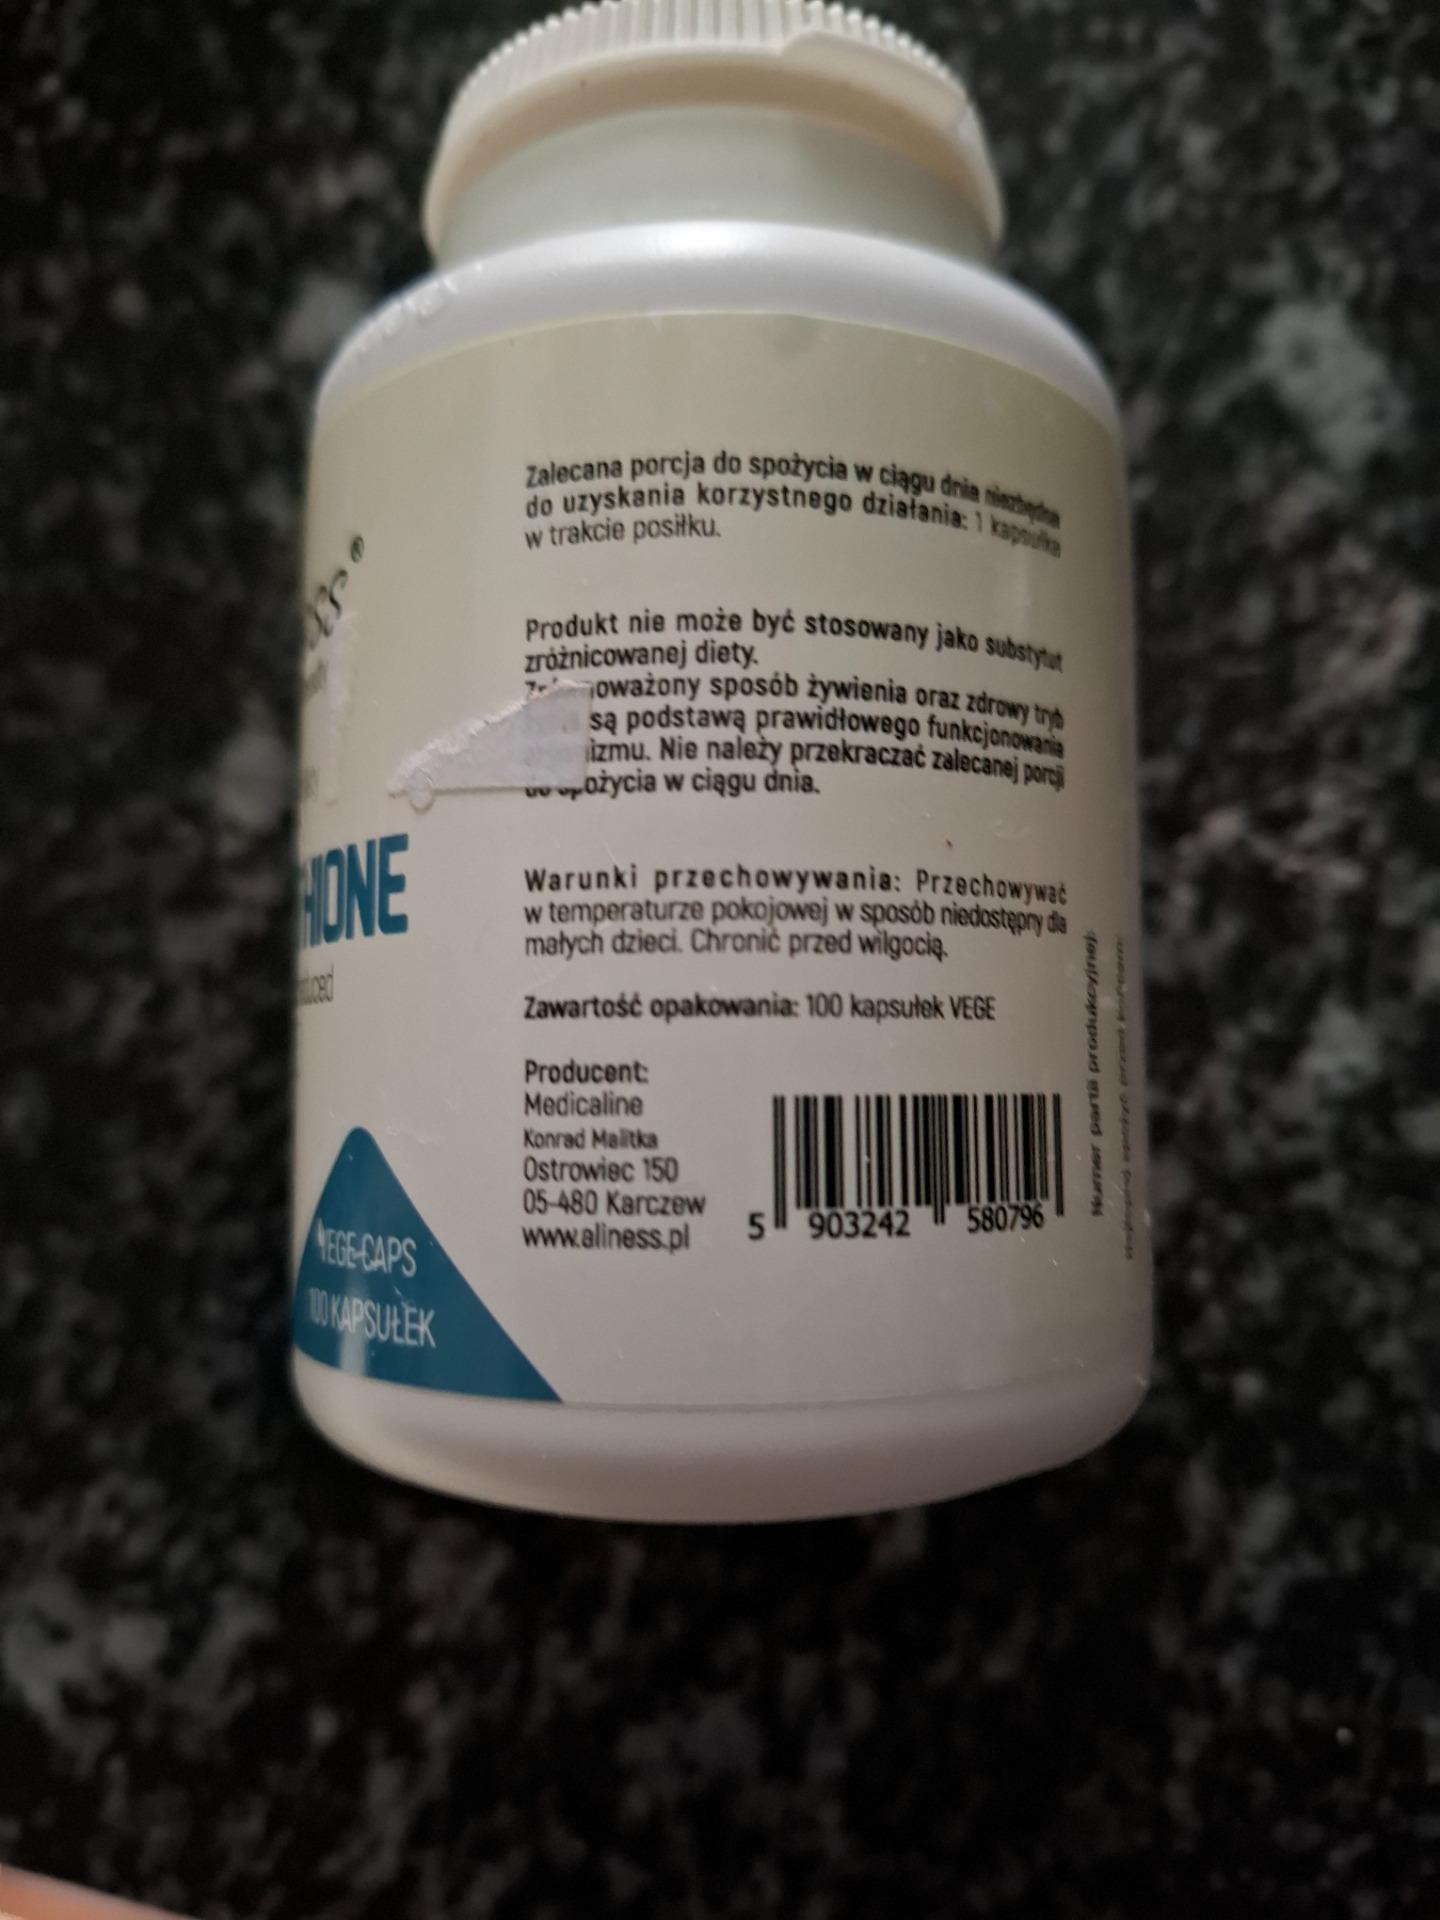 Zalecana porcja do spożycia w ciągu dnia niezbędna
do uzyskania korzystnego działania: 1 kapsułka
w trakcie posiłku.
Produkt nie może być stosowany jako substytut
zróżnicowanej diety.
sposób żywienia oraz zdrowy tryb
są podstawą prawidłowego funkcjonowania
Nie należy przekraczać zalecanej porcji
w ciągu dnia.
Warunki przechowywania: Przechowywać
w temperaturze pokojowej w sposób niedostępny dla
małych dzieci. Chronić przed wilgocią.
Zawartość opakowania: 100 kapsułek VEGE
Producent:
Medicaline
Konrad Malitka
Ostrowiec 150
05-480 Karczew
www.aliness.pl
5 903242 580796
Numer partii produkcyjnej:
VEGE-CAPS
100 KAPSUŁEK